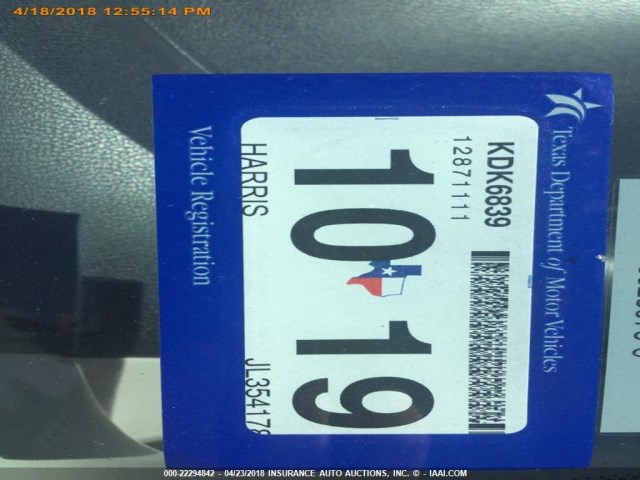 4/18/2018 12:55:14 PM
Texas Department of Motor Vehicles
KDK6839
12871111
10 19
HARRIS JL354178
Vehicle Registration
000-22294842 - 04/23/2018 INSURANCE AUTO AUCTIONS, INC. © - IAAI.COM